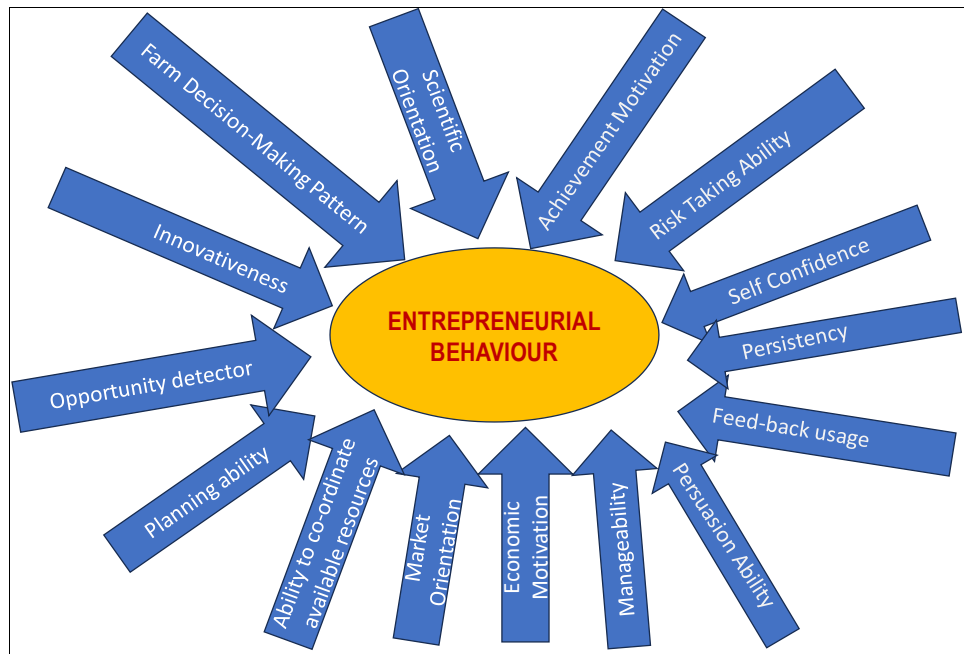 Farm Decision-Making Pattern
Scientific
Orientation
Achievement Motivation
Risk Taking Ability
Innovativeness
Self Confidence
ENTREPRENEURIAL
BEHAVIOUR
Persistency
Opportunity detector
Feed-back usage
Planning ability
Ability to co-ordinate
available resources
Market
Orientation
Economic
Motivation
Manageability
Persuasion Ability